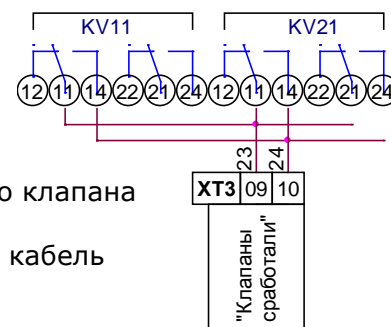 KV11 KV21
12 11 14 22 21 24 12 11 14 22 21 24
23 24
о клапана
XT3 09 10
кабель
"Клапаны
сработали"